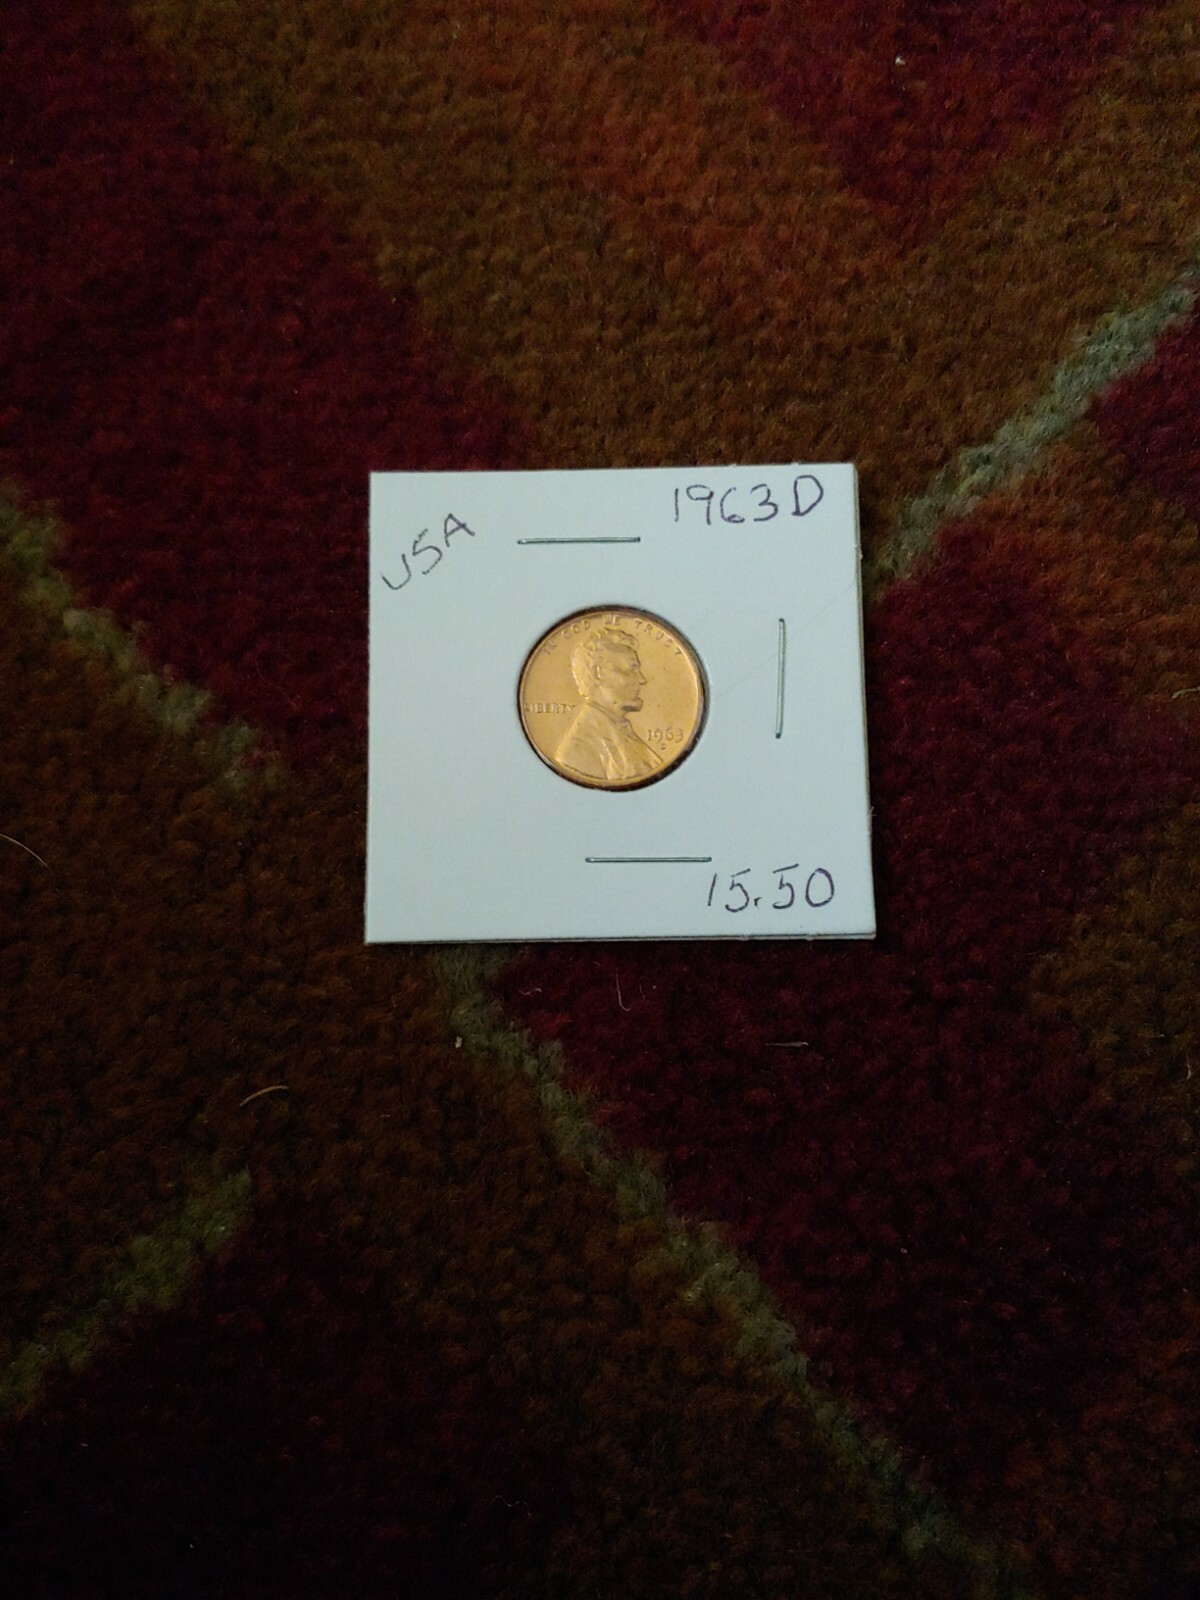 1963D
USA
IN GOD WE TRUST
LIBERTY
1963
D
15.50